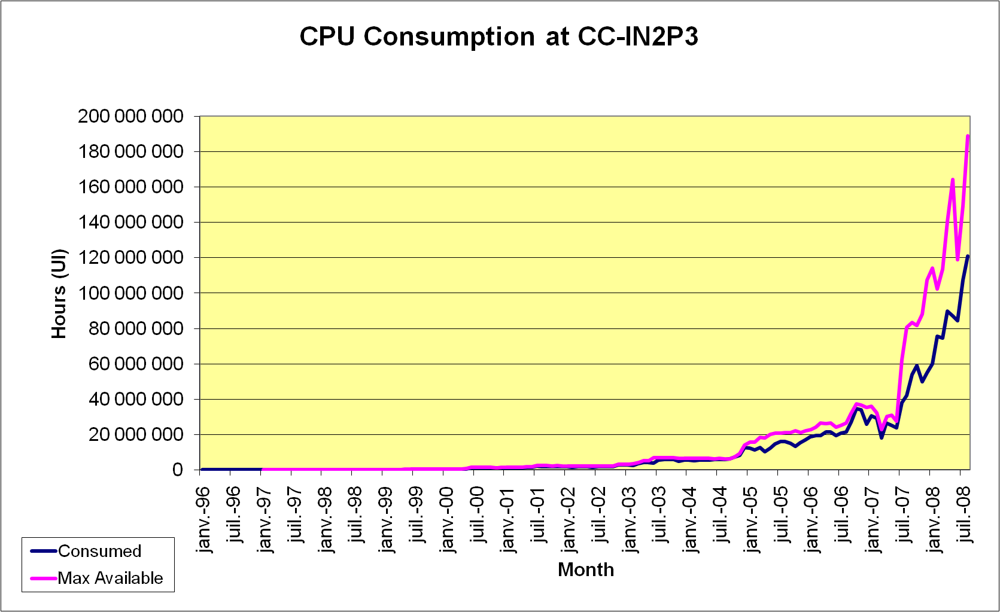 CPU Consumption at CC-IN2P3
200 000 000
180 000 000
160 000 000
140 000 000
120 000 000
100 000 000
80 000 000
60 000 000
40 000 000
20 000 000
0
Hours (UI)
janv.-96
juil.-96
janv.-97
juil.-97
janv.-98
juil.-98
janv.-99
juil.-99
janv.-00
juil.-00
janv.-01
juil.-01
janv.-02
juil.-02
janv.-03
juil.-03
janv.-04
juil.-04
janv.-05
juil.-05
janv.-06
juil.-06
janv.-07
juil.-07
janv.-08
juil.-08
Month
Consumed
Max Available